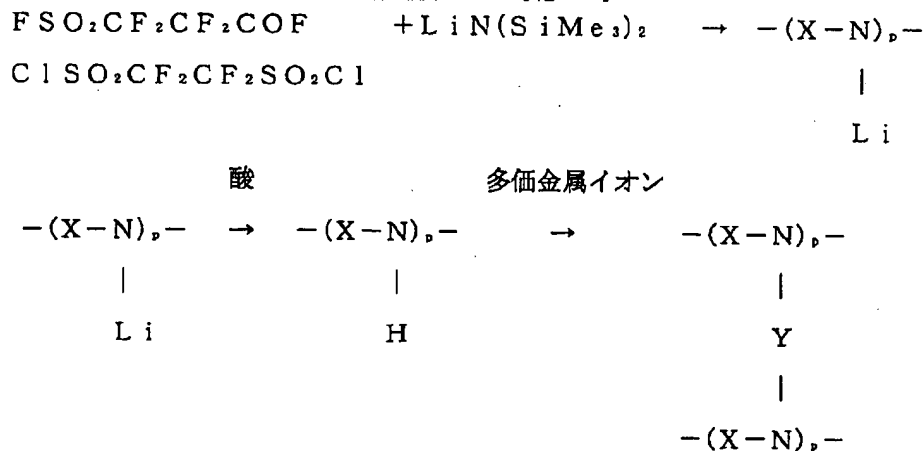 FSO₂CF₂CF₂COF +LiN(SiMe₃)₂ → -(X-N)ₚ-
ClSO₂CF₂CF₂SO₂Cl |
Li
酸 多価金属イオン
-(X-N)ₚ- → -(X-N)ₚ- → -(X-N)ₚ-
| | |
Li H Y
|
-(X-N)ₚ-